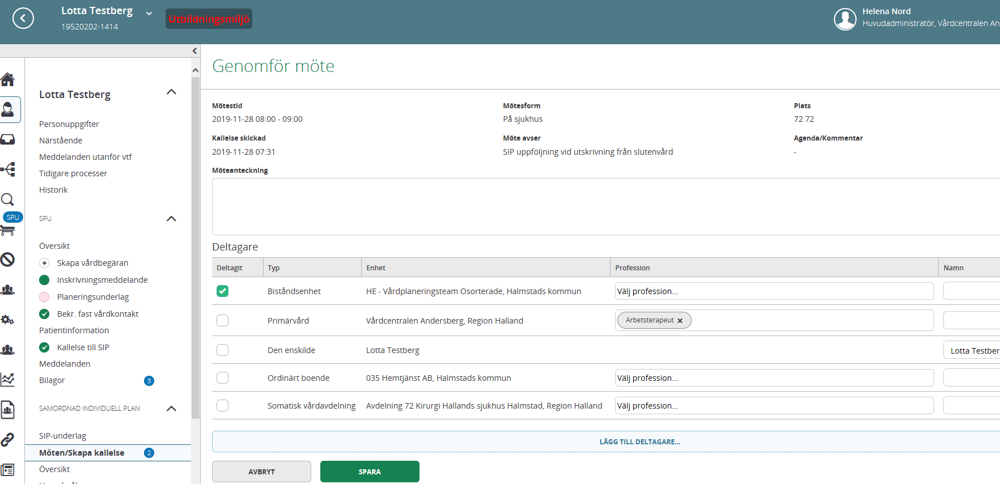 Lotta Testberg
19520202-1414
Utbildningsmiljö
Helena Nord
Huvudadministratör, Vårdcentralen An
Lotta Testberg
Personuppgifter
Närstående
Meddelanden utanför vtf
Tidigare processer
Historik
SPU
SPU
Översikt
Skapa vårdbegäran
Inskrivningsmeddelande
Planeringsunderlag
Bekr. fast vårdkontakt
Patientinformation
Kallelse till SIP
Meddelanden
Bilagor 3
SAMORDNAD INDIVIDUELL PLAN
SIP-underlag
Möten/Skapa kallelse 2
Översikt
Genomför möte
Mötestid Mötesform Plats
2019-11-28 08:00 - 09:00 På sjukhus 72 72
Kallelse skickad Möte avser Agenda/Kommentar
2019-11-28 07:31 SIP uppföljning vid utskrivning från slutenvård -
Möteanteckning
Deltagare
Deltagit Typ Enhet Profession Namn
Biståndsenhet HE - Vårdplaneringsteam Osorterade, Halmstads kommun Välj profession...
Primärvård Vårdcentralen Andersberg, Region Halland Arbetsterapeut ×
Den enskilde Lotta Testberg Lotta Testber
Ordinärt boende 035 Hemtjänst AB, Halmstads kommun Välj profession...
Somatisk vårdavdelning Avdelning 72 Kirurgi Hallands sjukhus Halmstad, Region Halland Välj profession...
LÄGG TILL DELTAGARE...
AVBRYT SPARA